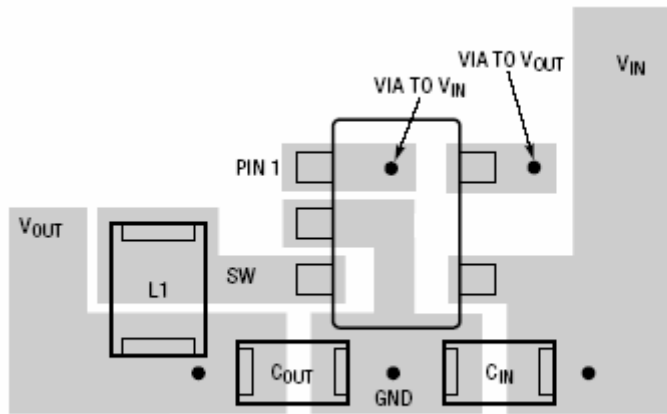 VIA TO VOUT
VIN
VIA TO VIN
PIN 1
VOUT
SW
L1
COUT
CIN
GND